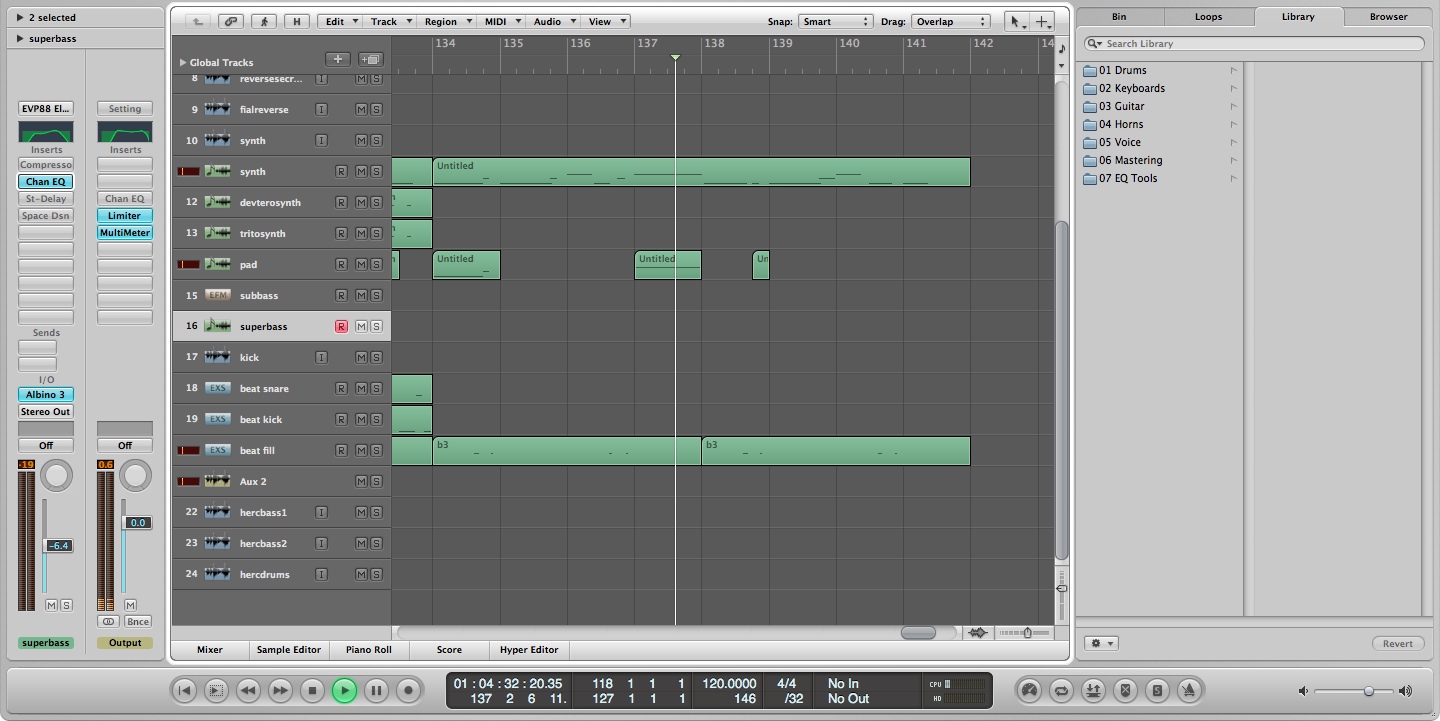 2 selected
superbass
EVP88 El...
Setting
Inserts
Inserts
Compresso
Chan EQ
St-Delay
Chan EQ
Space Dsn
Limiter
MultiMeter
Sends
I/O
Albino 3
Stereo Out
Off
Off
-19
0.6
0.0
-6.4
M S
M
Bnce
superbass
Output
H
Edit
Track
Region
MIDI
Audio
View
Snap: Smart
Drag: Overlap
134 135 136 137 138 139 140 141 142 14
Global Tracks
8 reversesecr... I M S
9 fialreverse I M S
10 synth I M S
synth R M S
Untitled
12 devterosynth R M S
13 tritosynth R M S
pad R M S
Untitled
Untitled
Un
15 EFM subbass R M S
16 superbass R M S
17 kick I M S
18 EXS beat snare R M S
19 EXS beat kick R M S
EXS beat fill R M S
b3
b3
Aux 2 M S
22 hercbass1 I M S
23 hercbass2 I M S
24 hercdrums I M S
Mixer
Sample Editor
Piano Roll
Score
Hyper Editor
Bin
Loops
Library
Browser
Search Library
01 Drums
02 Keyboards
03 Guitar
04 Horns
05 Voice
06 Mastering
07 EQ Tools
Revert
01 : 04 : 32 : 20.35
137 2 6 11.
118 1 1 1
127 1 1 1
120.0000
146
4/4
/32
No In
No Out
CPU
HD
S